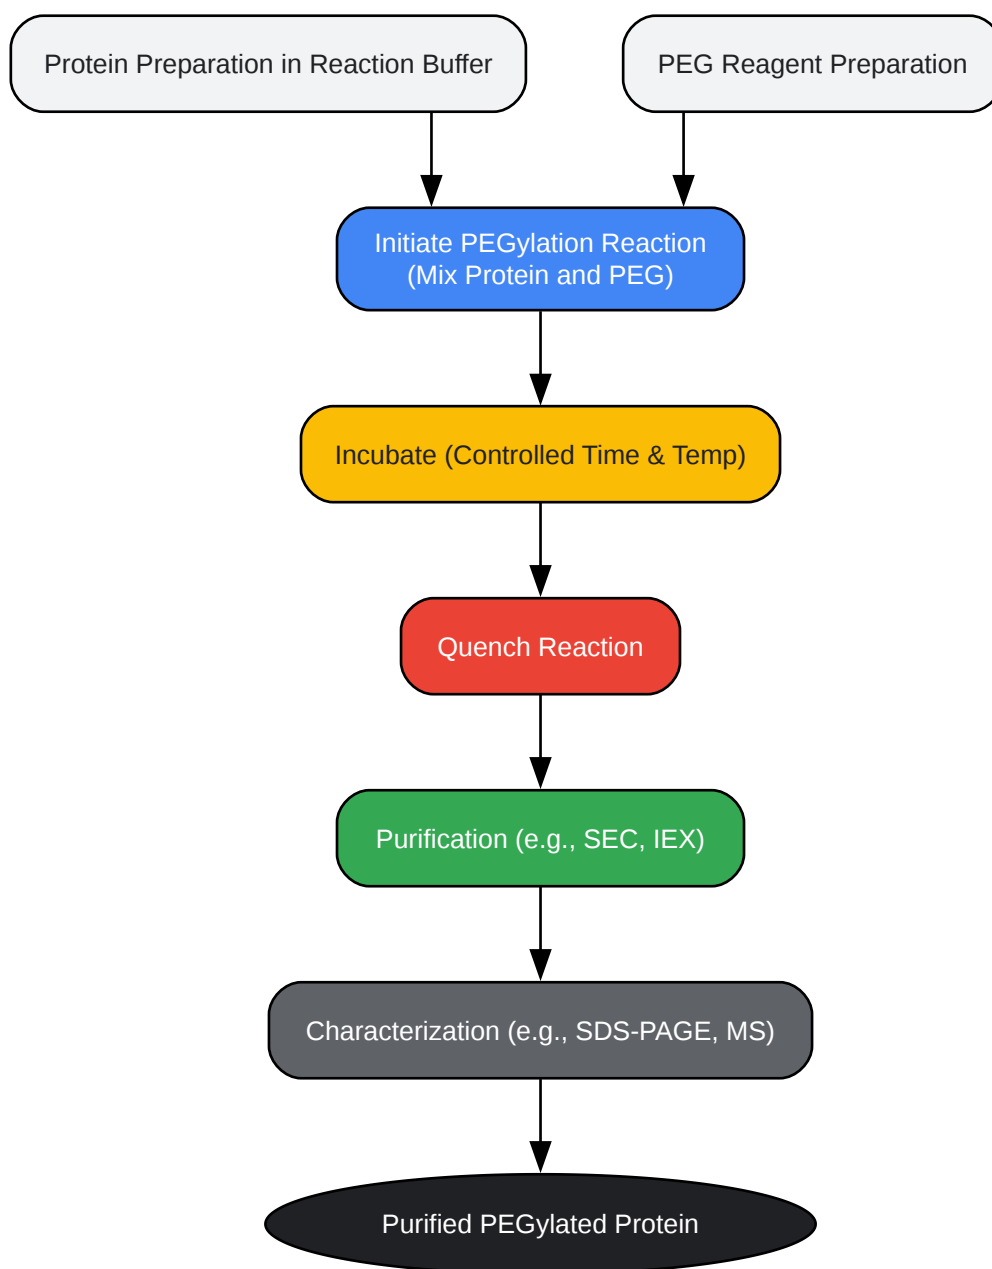 Protein Preparation in Reaction Buffer
PEG Reagent Preparation
Initiate PEGylation Reaction
(Mix Protein and PEG)
Incubate (Controlled Time & Temp)
Quench Reaction
Purification (e.g., SEC, IEX)
Characterization (e.g., SDS-PAGE, MS)
Purified PEGylated Protein